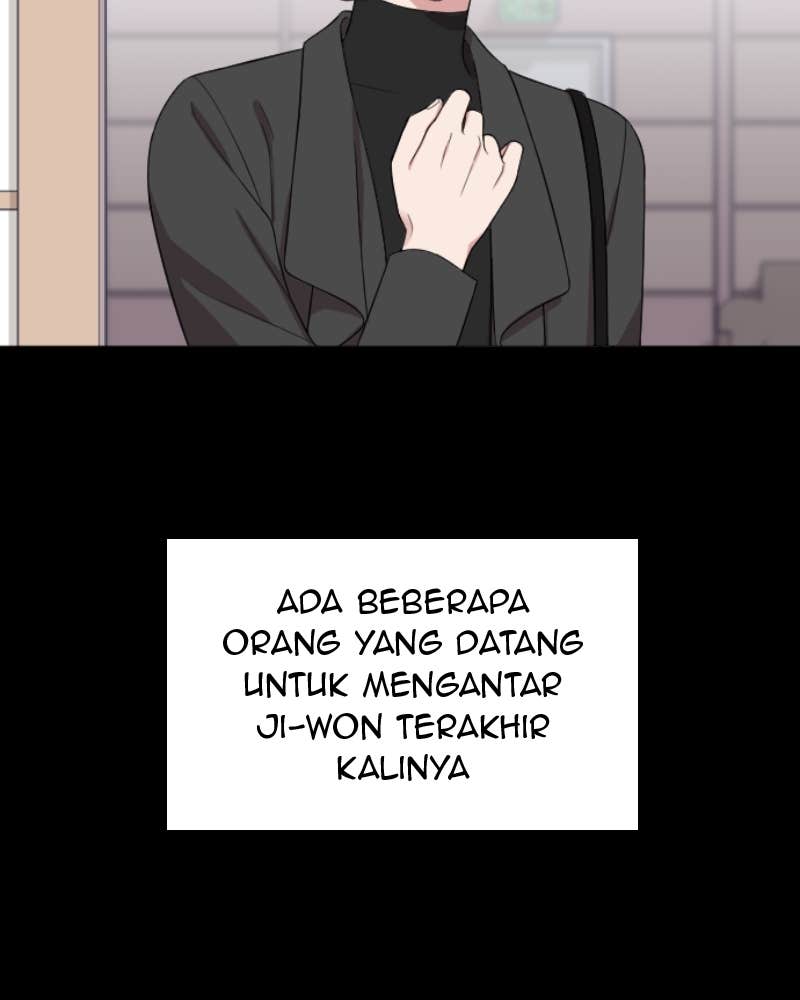 ADA BEBERAPA
ORANG YANG DATANG
UNTUK MENGANTAR
JI-WON TERAKHIR
KALINYA